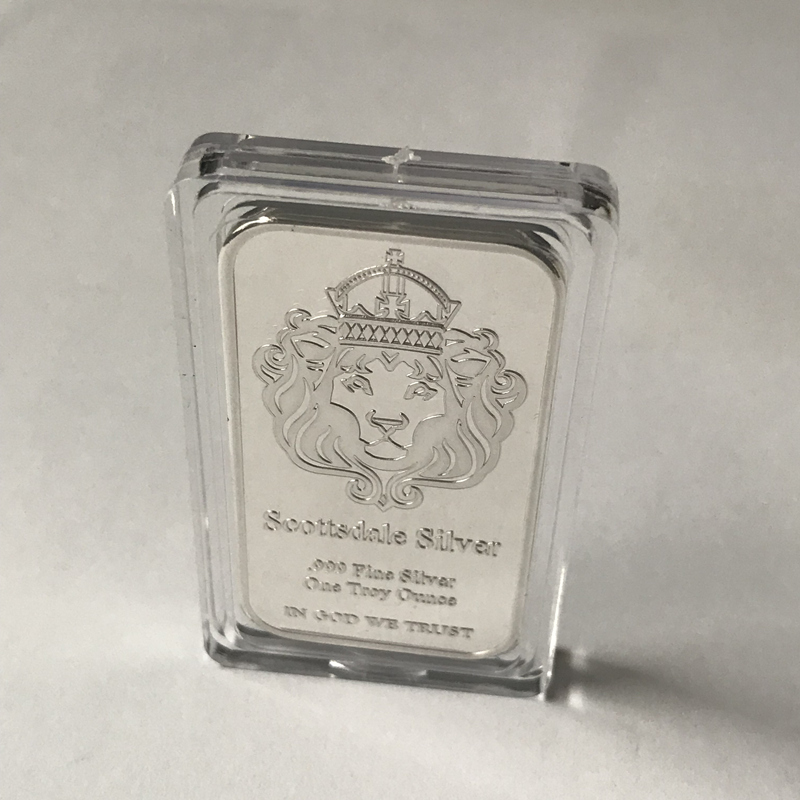 Scottsdale Silver
.999 Fine Silver
One Troy Ounce
IN GOD WE TRUST